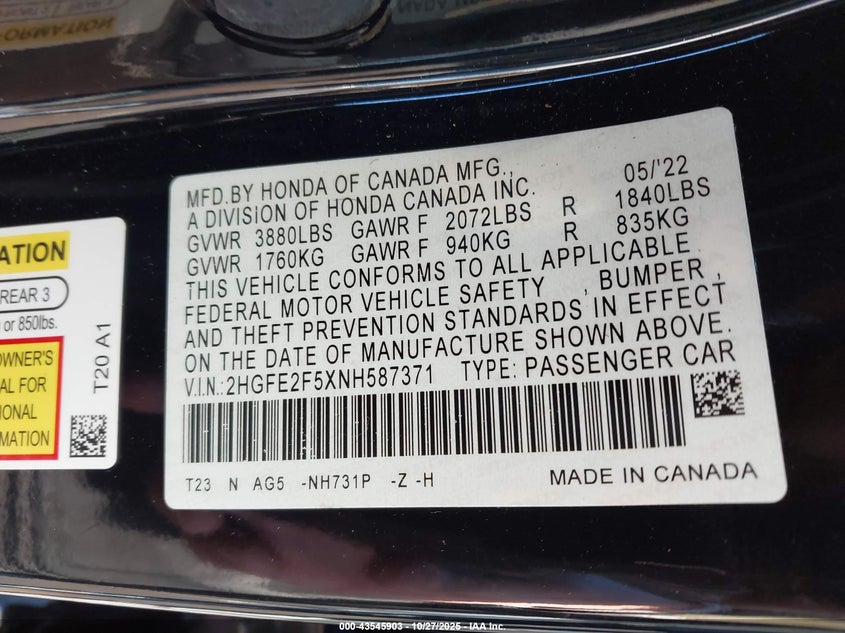 MFD.BY HONDA OF CANADA MFG., 05/'22
A DIVISION OF HONDA CANADA INC.
GVWR 3880LBS GAWR F 2072LBS R 1840LBS
GVWR 1760KG GAWR F 940KG R 835KG
THIS VEHICLE CONFORMS TO ALL APPLICABLE
FEDERAL MOTOR VEHICLE SAFETY , BUMPER ,
AND THEFT PREVENTION STANDARDS IN EFFECT
ON THE DATE OF MANUFACTURE SHOWN ABOVE.
V.I.N.: 2HGFE2F5XNH587371 TYPE: PASSENGER CAR
T23 N AG5 -NH731P -Z -H MADE IN CANADA
ATION
REAR 3
or 850lbs.
OWNER'S
AL FOR
IONAL
MATION
T20 A1
000-43545903 - 10/27/2025 - IAA Inc.